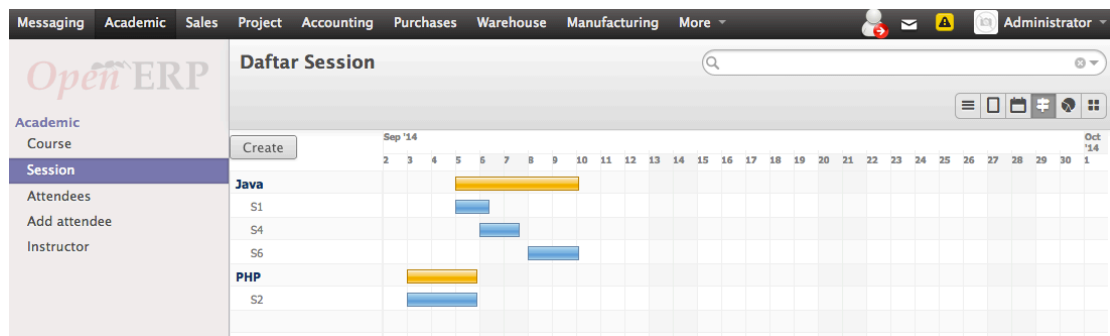 Messaging Academic Sales Project Accounting Purchases Warehouse Manufacturing More Administrator
Open ERP
Academic
Course
Session
Attendees
Add attendee
Instructor
Daftar Session
Create
Sep '14
Oct '14
2 3 4 5 6 7 8 9 10 11 12 13 14 15 16 17 18 19 20 21 22 23 24 25 26 27 28 29 30 1
Java
S1
S4
S6
PHP
S2